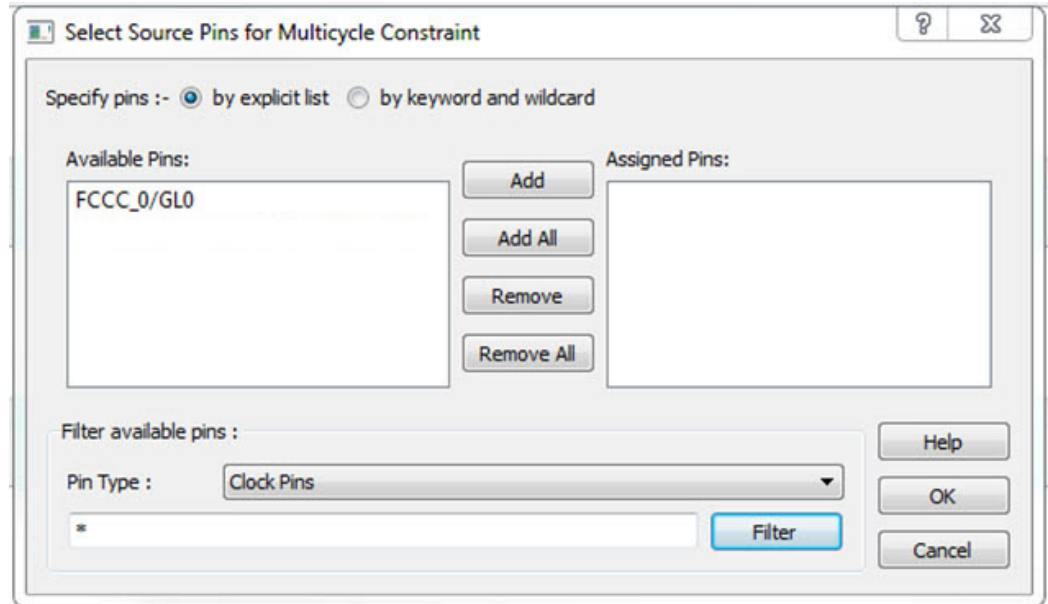 Select Source Pins for Multicycle Constraint
Specify pins :- by explicit list by keyword and wildcard
Available Pins:
FCCC_0/GL0
Add
Add All
Remove
Remove All
Assigned Pins:
Filter available pins :
Pin Type :
Clock Pins
*
Filter
Help
OK
Cancel